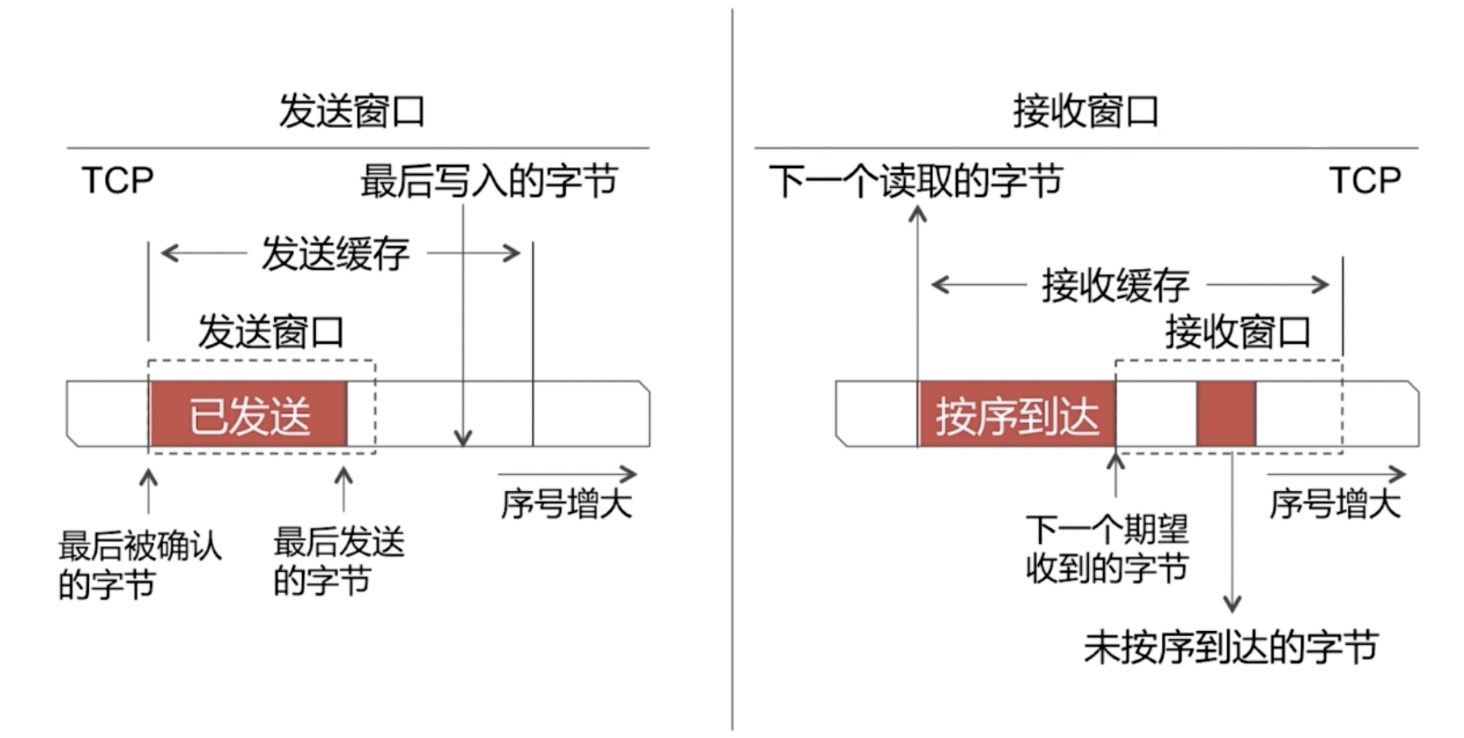 发送窗口
TCP
最后写入的字节
发送缓存
发送窗口
已发送
序号增大
最后被确认
的字节
最后发送
的字节
接收窗口
下一个读取的字节
TCP
接收缓存
接收窗口
按序到达
序号增大
下一个期望
收到的字节
未按序到达的字节